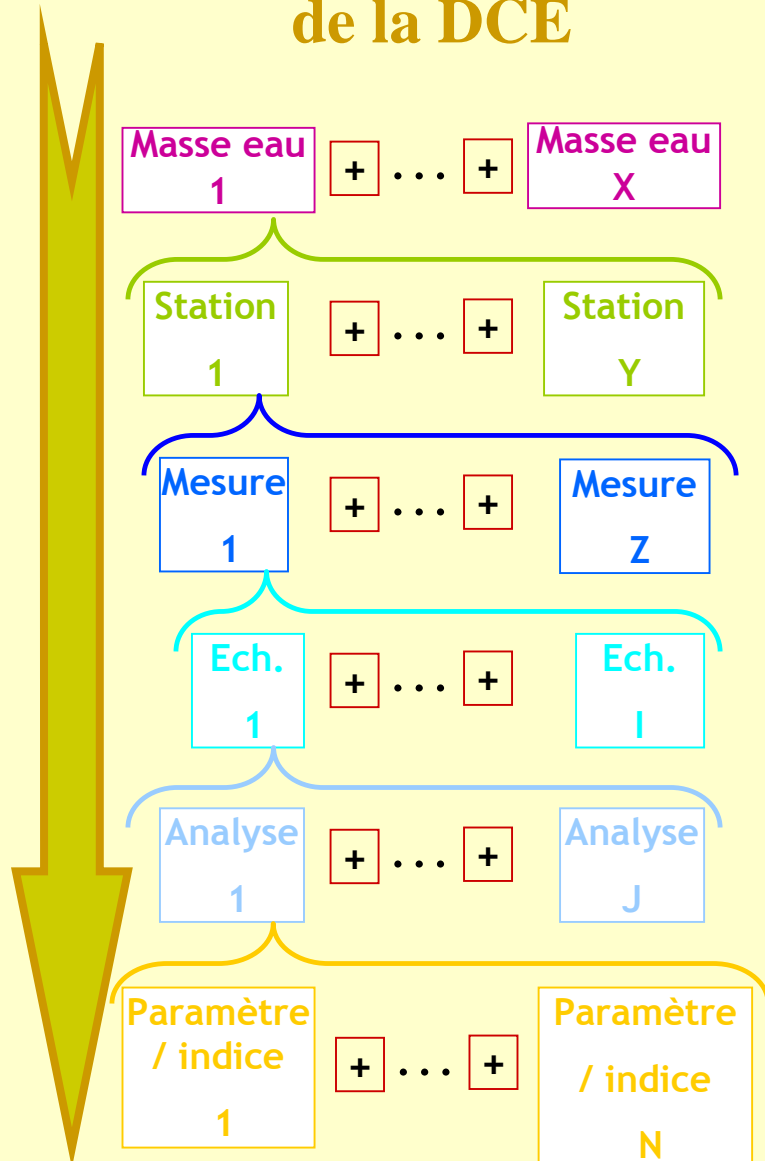 de la DCE
Masse eau
1
+ ... +
Masse eau
X
Station
1
+ ... +
Station
Y
Mesure
1
+ ... +
Mesure
Z
Ech.
1
+ ... +
Ech.
I
Analyse
1
+ ... +
Analyse
J
Paramètre
/ indice
1
+ ... +
Paramètre
/ indice
N